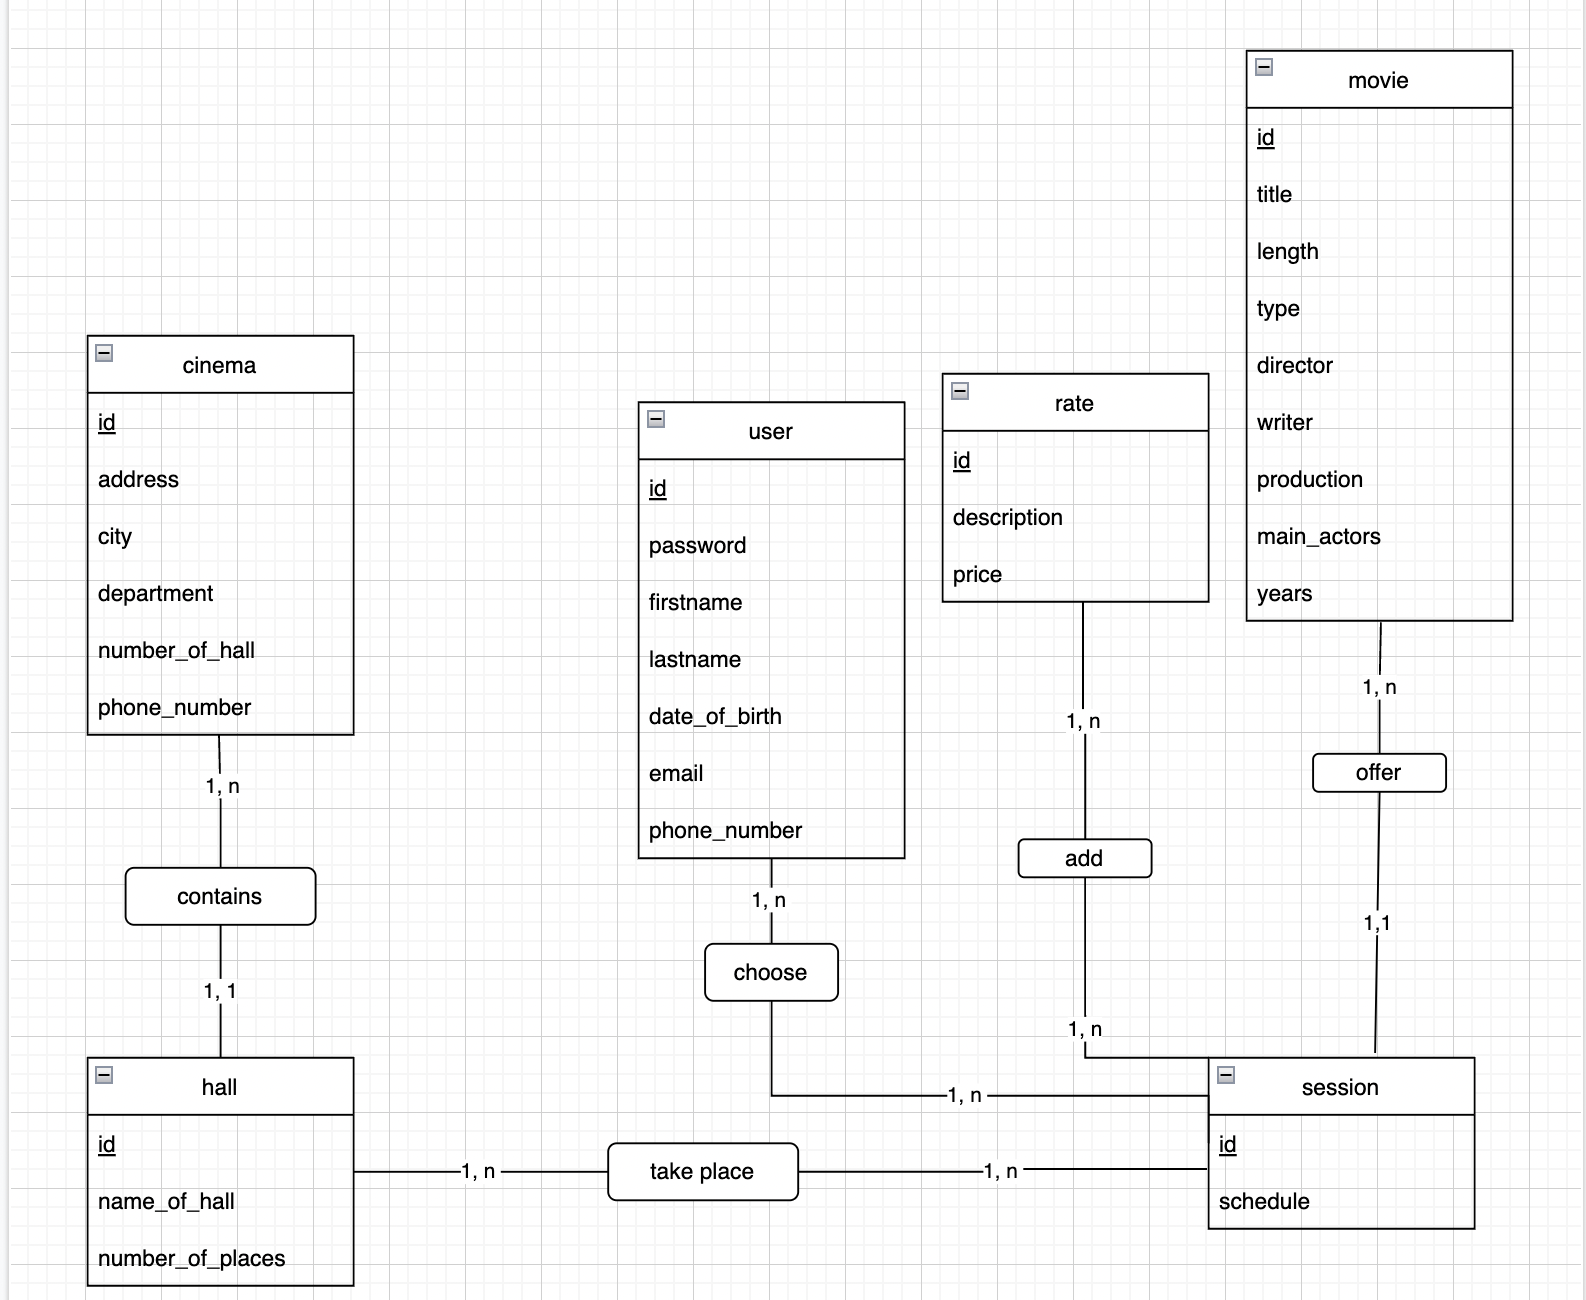 movie
id
title
length
type
director
writer
production
main_actors
years
cinema
id
address
city
department
number_of_hall
phone_number
user
id
password
firstname
lastname
date_of_birth
email
phone_number
rate
id
description
price
1, n
1, n
offer
1, n
contains
add
1, n
choose
1,1
1, 1
1, n
1, n
hall
id
name_of_hall
number_of_places
1, n
take place
1, n
session
id
schedule